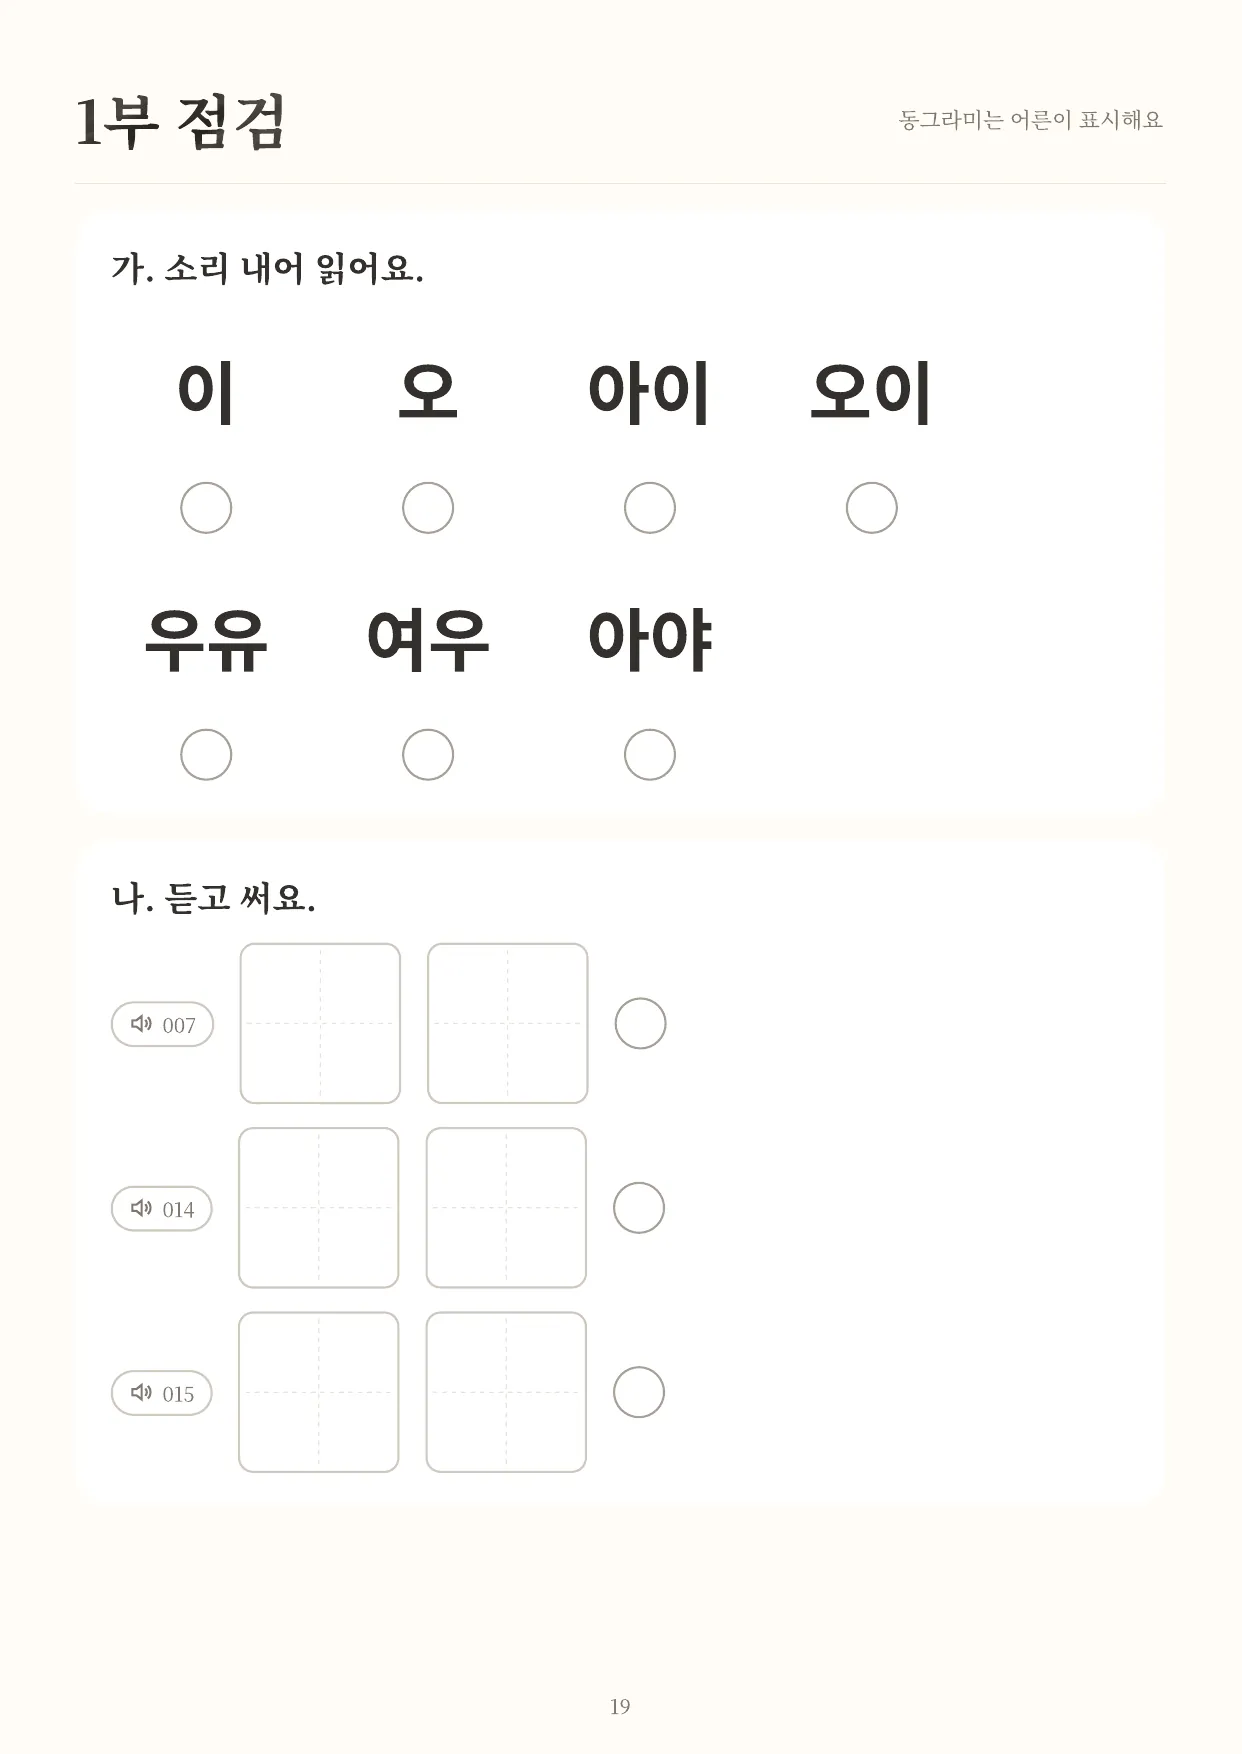 1부 점검
동그라미는 어른이 표시해요
가. 소리 내어 읽어요.
이 오 아이 오이
우유 여우 아야
나. 듣고 써요.
007
014
015
19